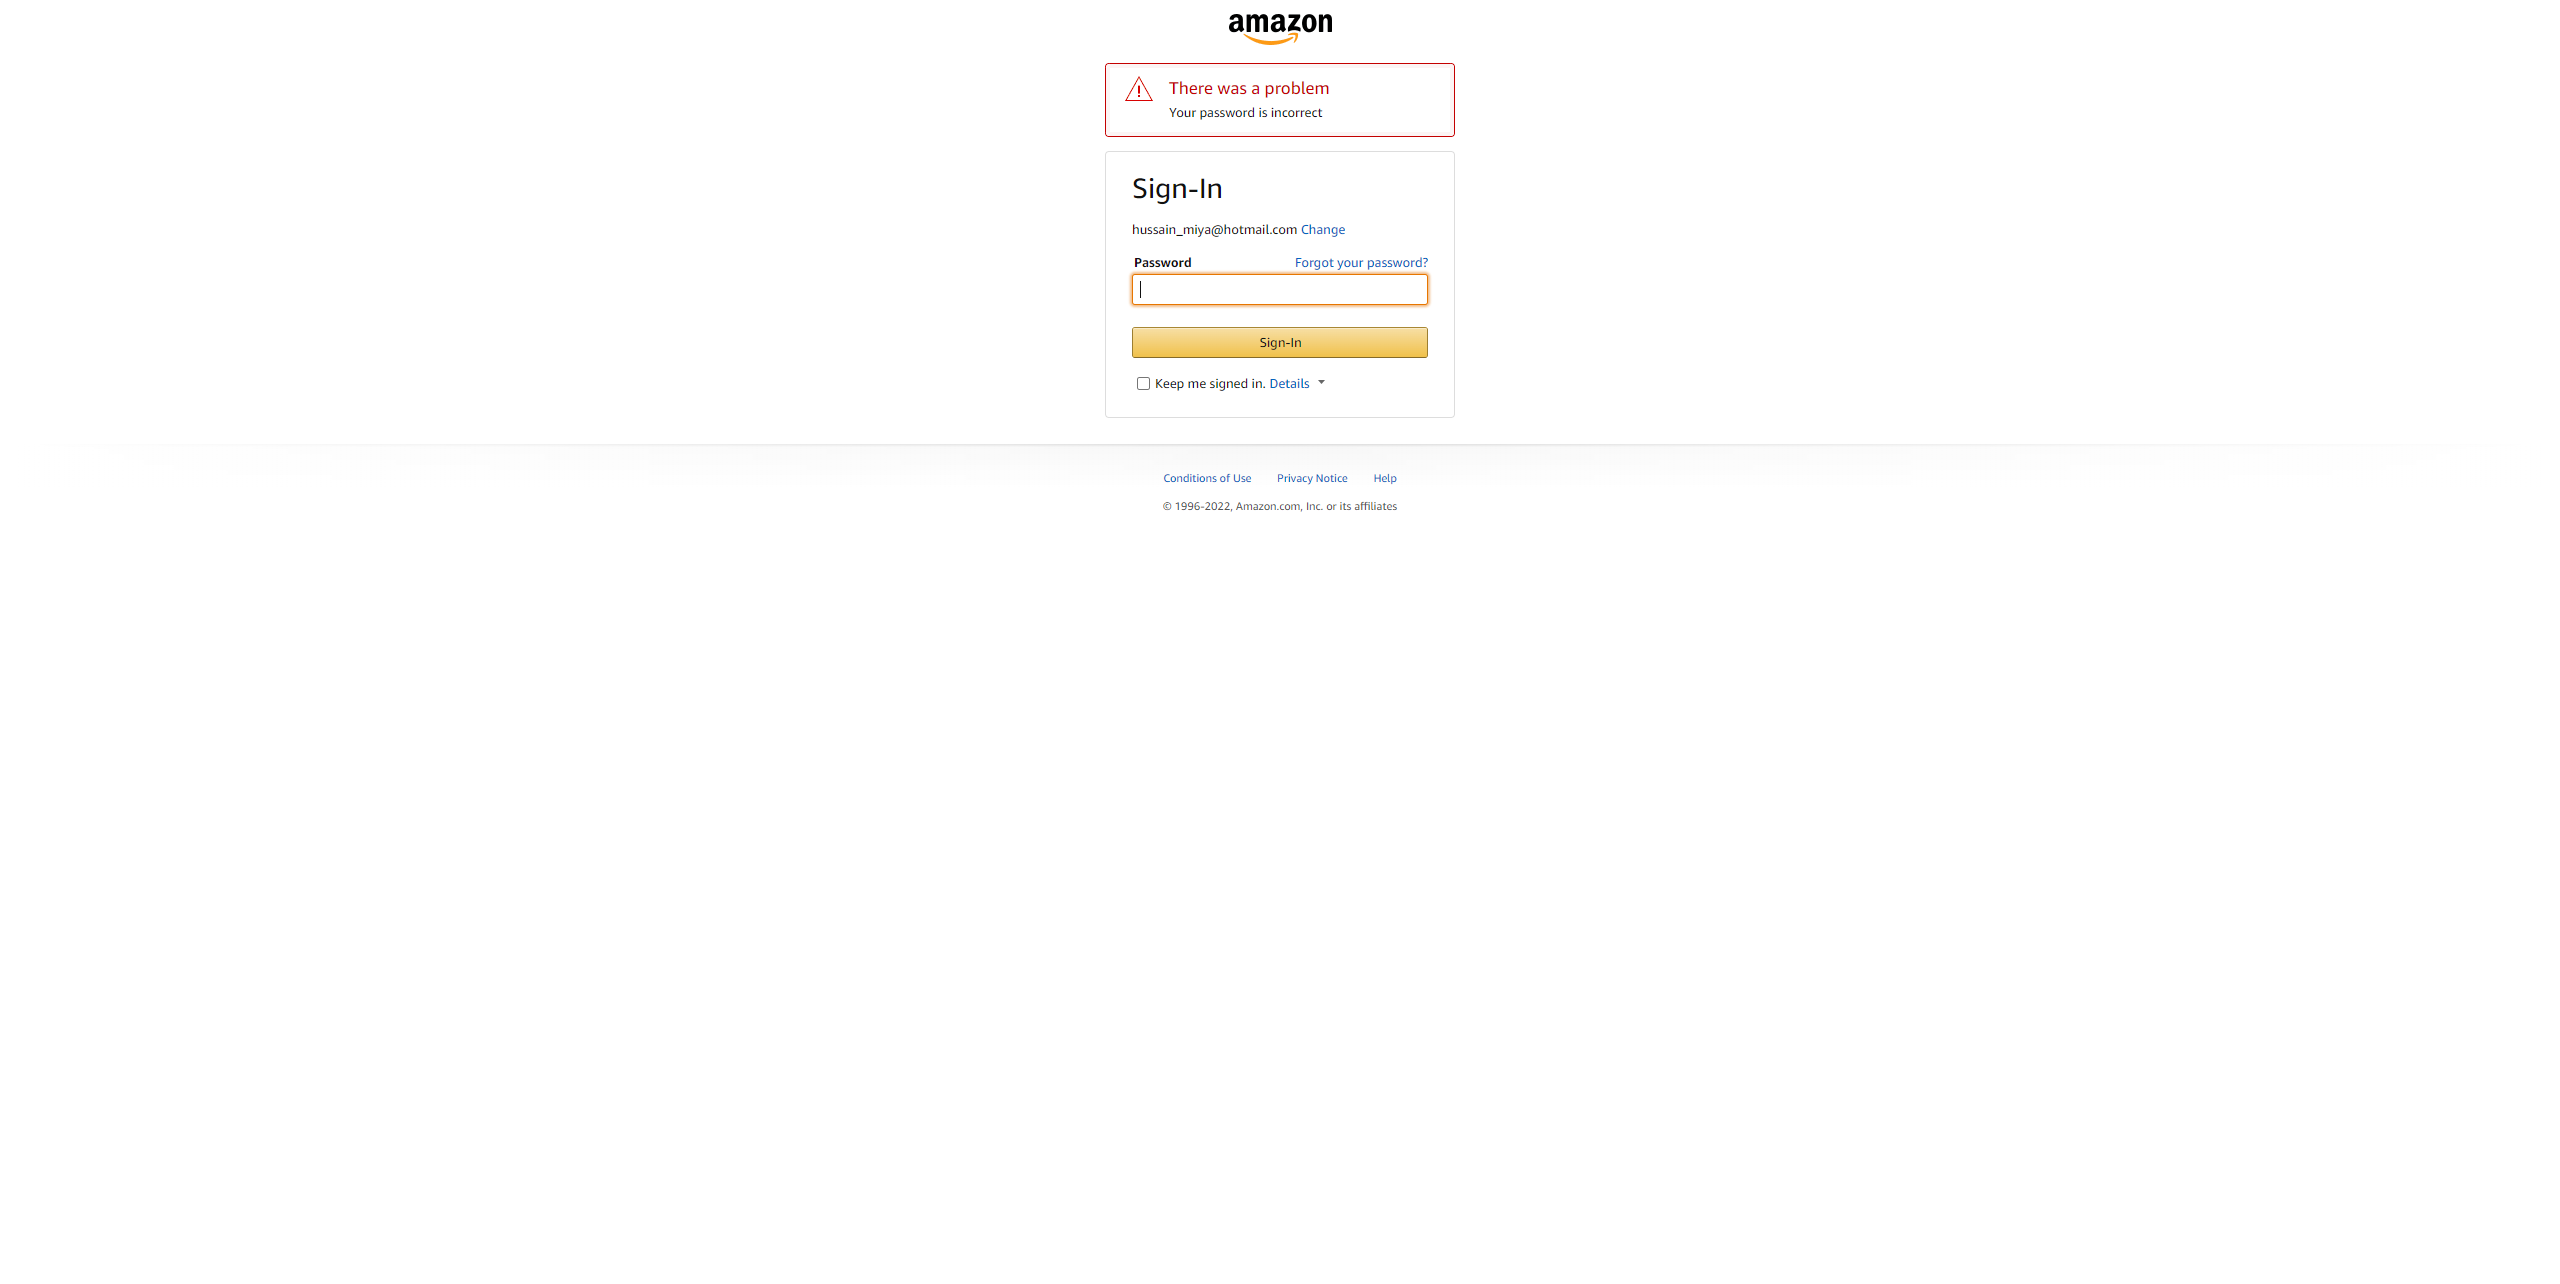 amazon
There was a problem
Your password is incorrect
Sign-In
hussain_miya@hotmail.com Change
Password Forgot your password?
Sign-In
Keep me signed in. Details
Conditions of Use Privacy Notice Help
© 1996-2022, Amazon.com, Inc. or its affiliates